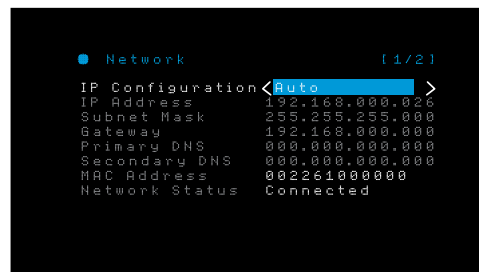 Network [1/2]
IP Configuration Auto
IP Address 192.168.000.026
Subnet Mask 255.255.255.000
Gateway 192.168.000.000
Primary DNS 000.000.000.000
Secondary DNS 000.000.000.000
MAC Address 002261000000
Network Status Connected